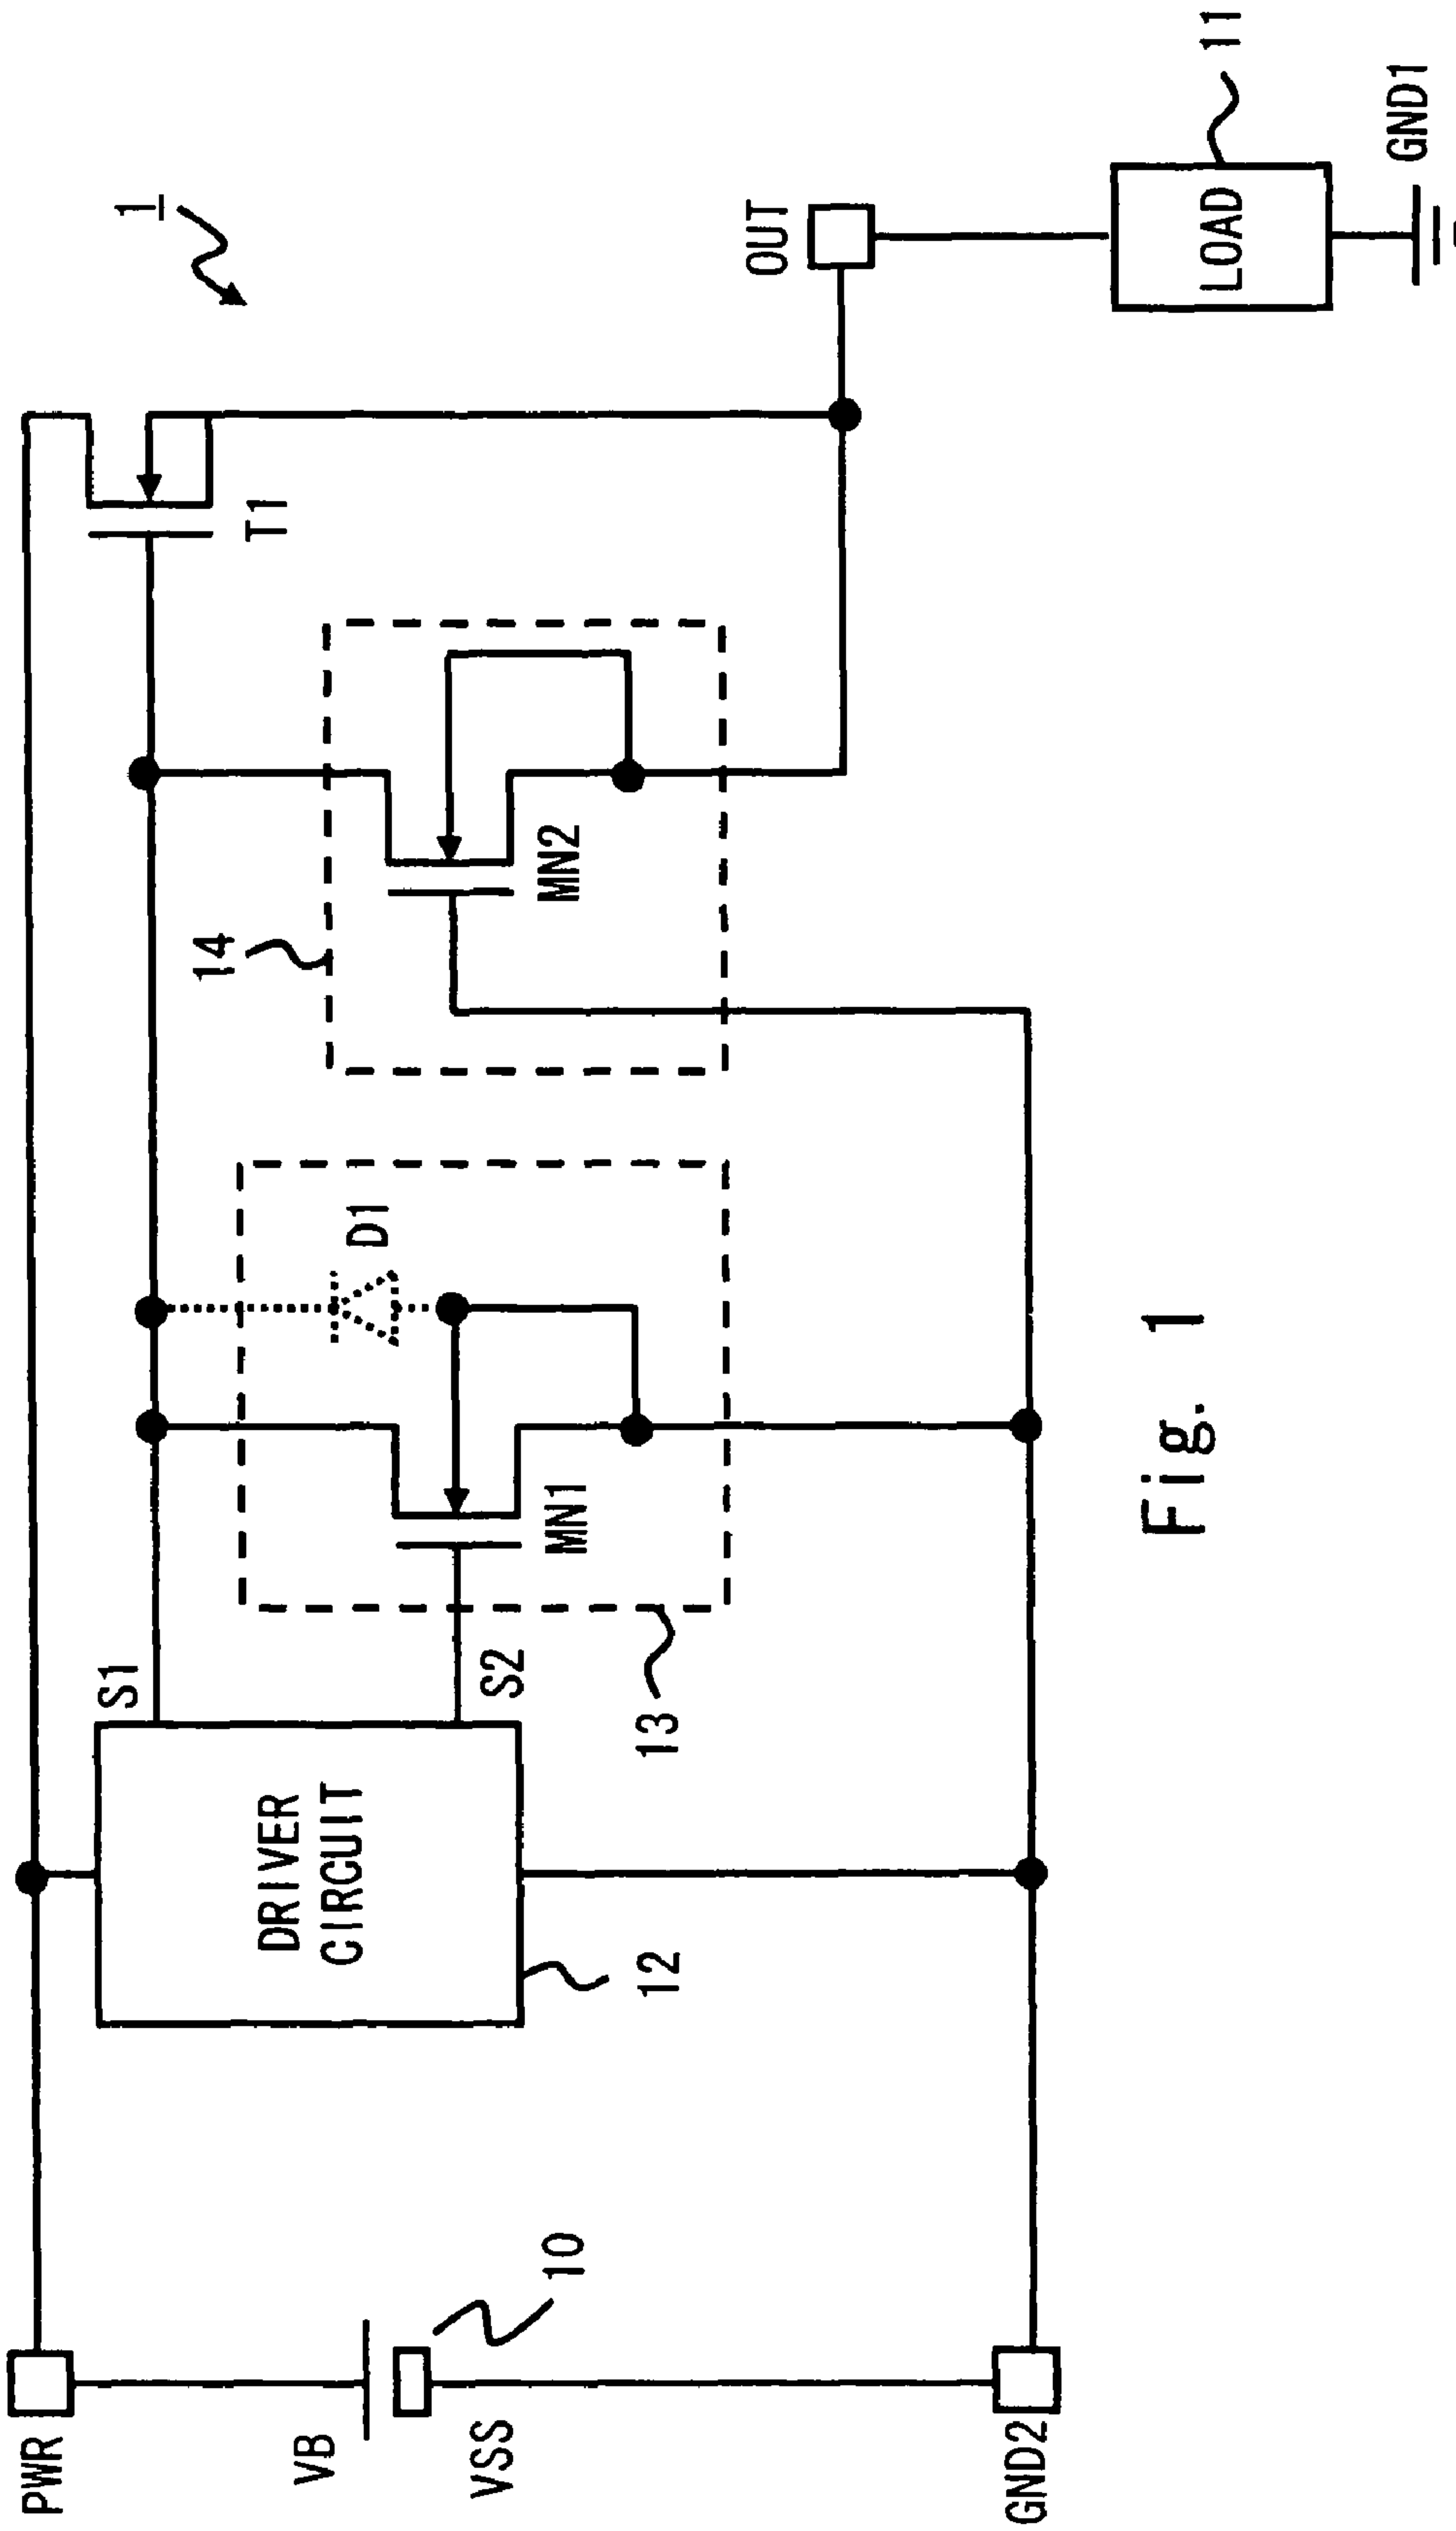 1
PWR
VB
10
VSS
GND2
DRIVER
CIRCUIT
12
S1
S2
13
MN1
D1
14
MN2
T1
OUT
LOAD
11
GND1
Fig. 1